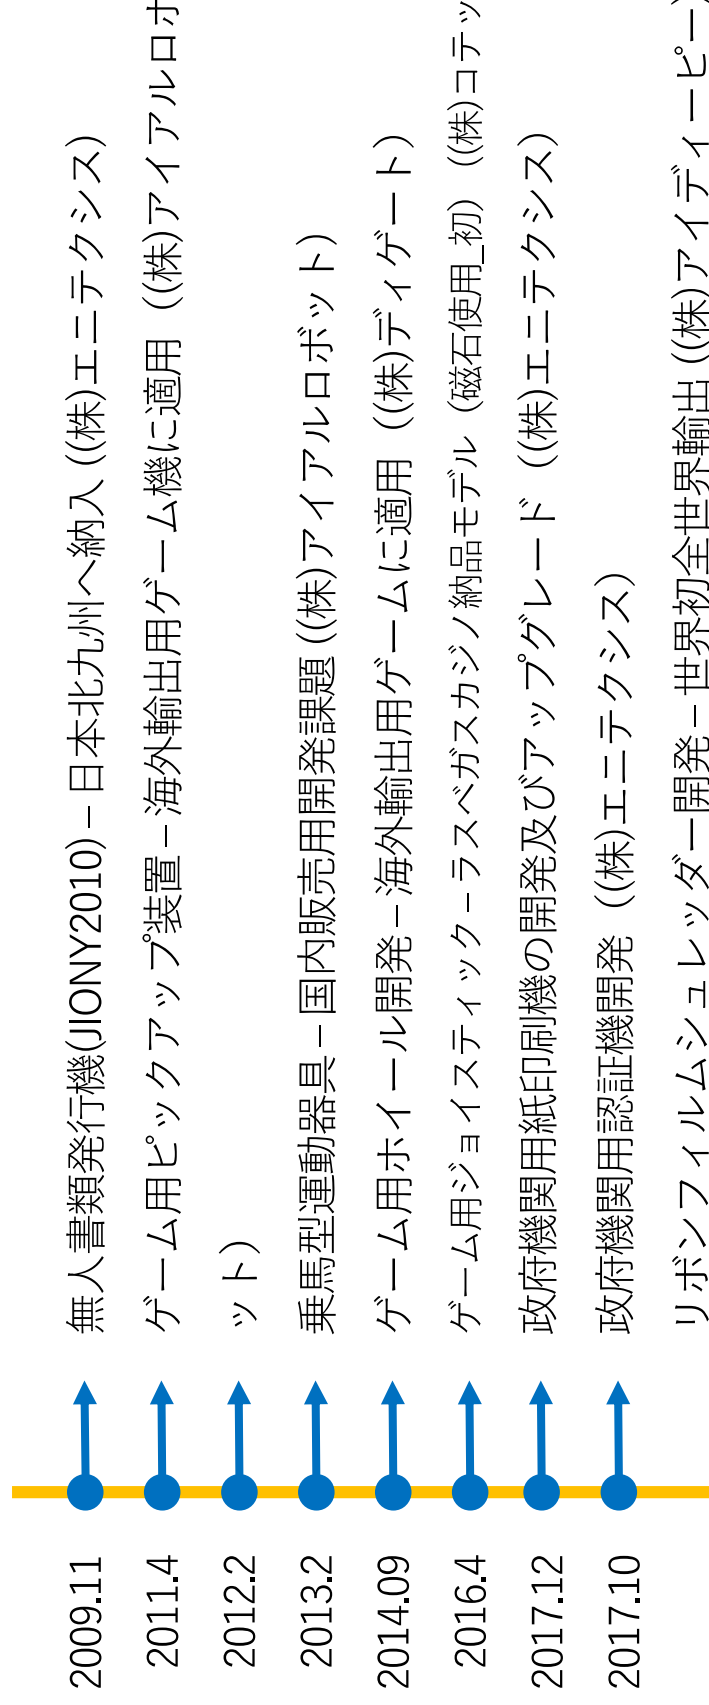 2009.11 無人書類発行機(JIONY2010) – 日本北九州へ納入 ((株)エニテクシス)
2011.4 ゲーム用ピックアップ装置 – 海外輸出用ゲーム機に適用（(株)アイアルロボ
2012.2 ット）
2013.2 乗馬型運動器具 – 国内販売用開発課題 ((株)アイアルロボット)
2014.09 ゲーム用ホイール開発 – 海外輸出用ゲームに適用（(株)ディゲート)
2016.4 ゲーム用ジョイスティック – ラスベガスカジノ納品モデル（磁石使用_初)（(株)コテッ
2017.12 政府機関用紙印刷機の開発及びアップグレード（(株)エニテクシス)
2017.10 政府機関用認証機開発（(株)エニテクシス)
リボンフィルムシュレッダー開発 – 世界初全世界輸出 ((株)アイディーピー)